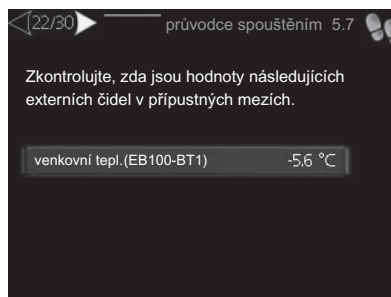 22/30 průvodce spouštěním 5.7
Zkontrolujte, zda jsou hodnoty následujících
externích čidel v přípustných mezích.
venkovní tepl.(EB100-BT1) -5.6 °C